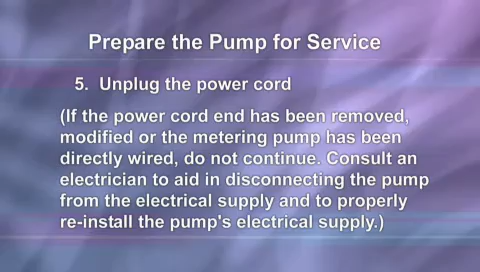 Prepare the Pump for Service
5. Unplug the power cord
(If the power cord end has been removed,
modified or the metering pump has been
directly wired, do not continue. Consult an
electrician to aid in disconnecting the pump
from the electrical supply and to properly
re-install the pump's electrical supply.)